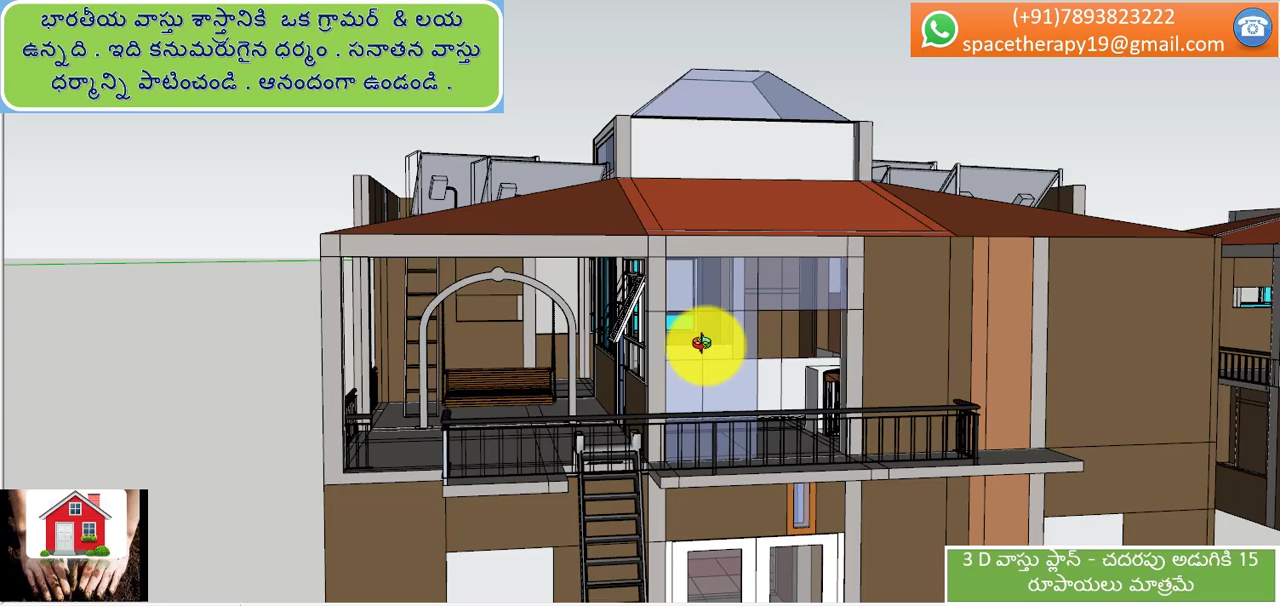 భారతీయ వాస్తు శాస్త్రానికి ఒక గ్రామర్ & లయ
ఉన్నది . ఇది కనుమరుగైన ధర్మం . సనాతన వాస్తు
ధర్మాన్ని పాటించండి . ఆనందంగా ఉండండి .
(+91)7893823222
spacetherapy19@gmail.com
3 D వాస్తు ప్లాన్ - చదరపు అడుగికి 15
రూపాయలు మాత్రమే